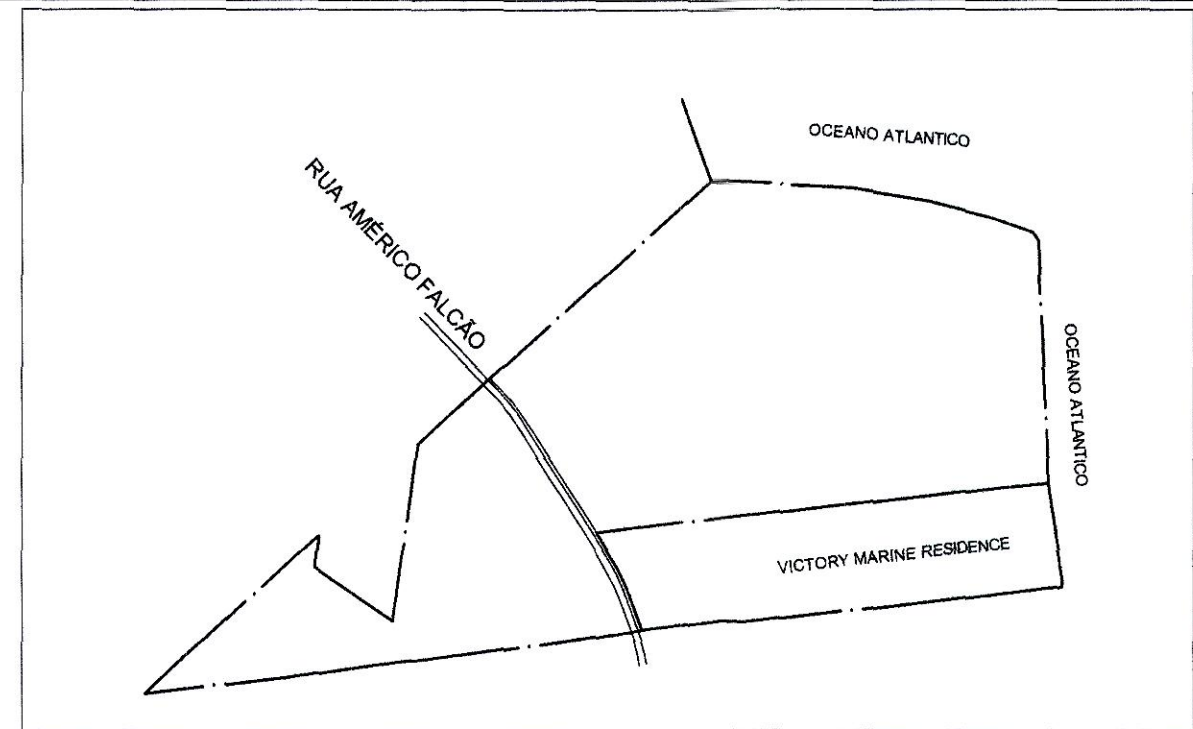 OCEANO ATLANTICO
RUA AMÉRICO FALCÃO
OCEANO ATLANTICO
VICTORY MARINE RESIDENCE